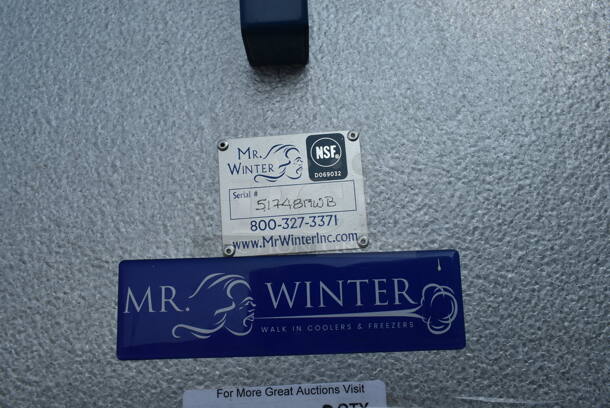 MR.
WINTER
NSF®
D069032
Serial #
51748MWB
800-327-3371
www.MrWinterInc.com
MR. WINTER
WALK IN COOLERS & FREEZERS
For More Great Auctions Visit